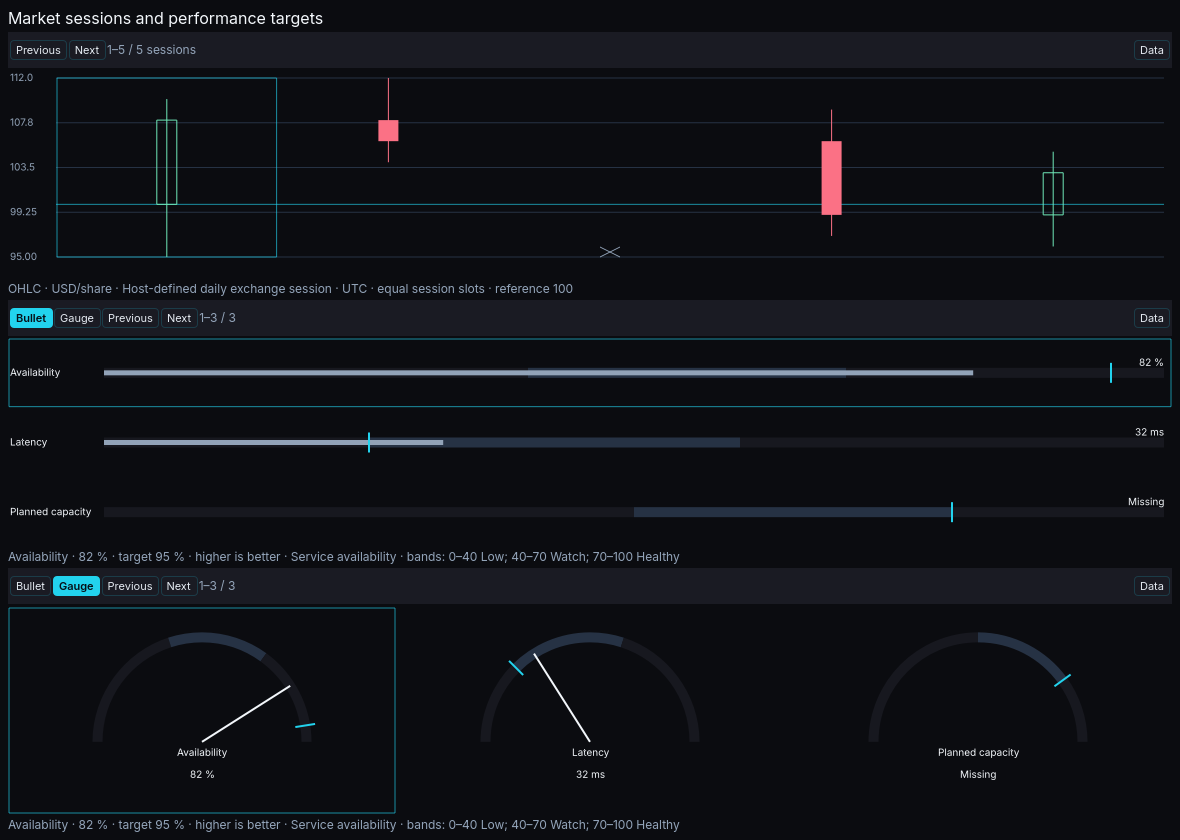 Market sessions and performance targets
Previous Next 1–5 / 5 sessions Data
112.0
107.8
103.5
99.25
95.00
OHLC · USD/share · Host-defined daily exchange session · UTC · equal session slots · reference 100
Bullet Gauge Previous Next 1–3 / 3 Data
82 %
Availability
32 ms
Latency
Missing
Planned capacity
Availability · 82 % · target 95 % · higher is better · Service availability · bands: 0–40 Low; 40–70 Watch; 70–100 Healthy
Bullet Gauge Previous Next 1–3 / 3 Data
Availability Latency Planned capacity
82 % 32 ms Missing
Availability · 82 % · target 95 % · higher is better · Service availability · bands: 0–40 Low; 40–70 Watch; 70–100 Healthy